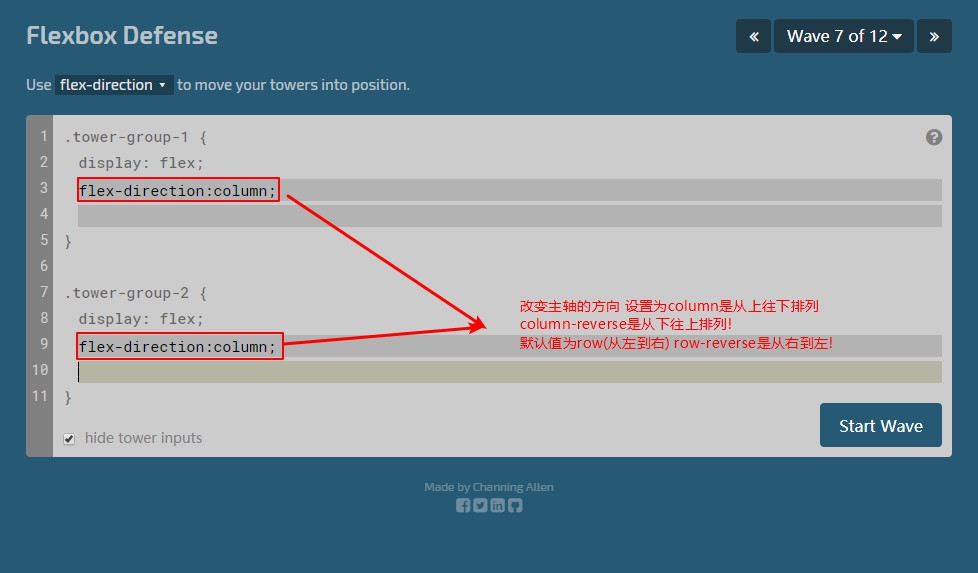 Flexbox Defense
« Wave 7 of 12 »
Use flex-direction to move your towers into position.
1 .tower-group-1 {
2 display: flex;
3 flex-direction:column;
4
5 }
6
7 .tower-group-2 {
8 display: flex;
9 flex-direction:column;
10
11 }
改变主轴的方向 设置为column是从上往下排列
column-reverse是从下往上排列!
默认值为row(从左到右) row-reverse是从右到左!
?
hide tower inputs
Start Wave
Made by Channing Allen